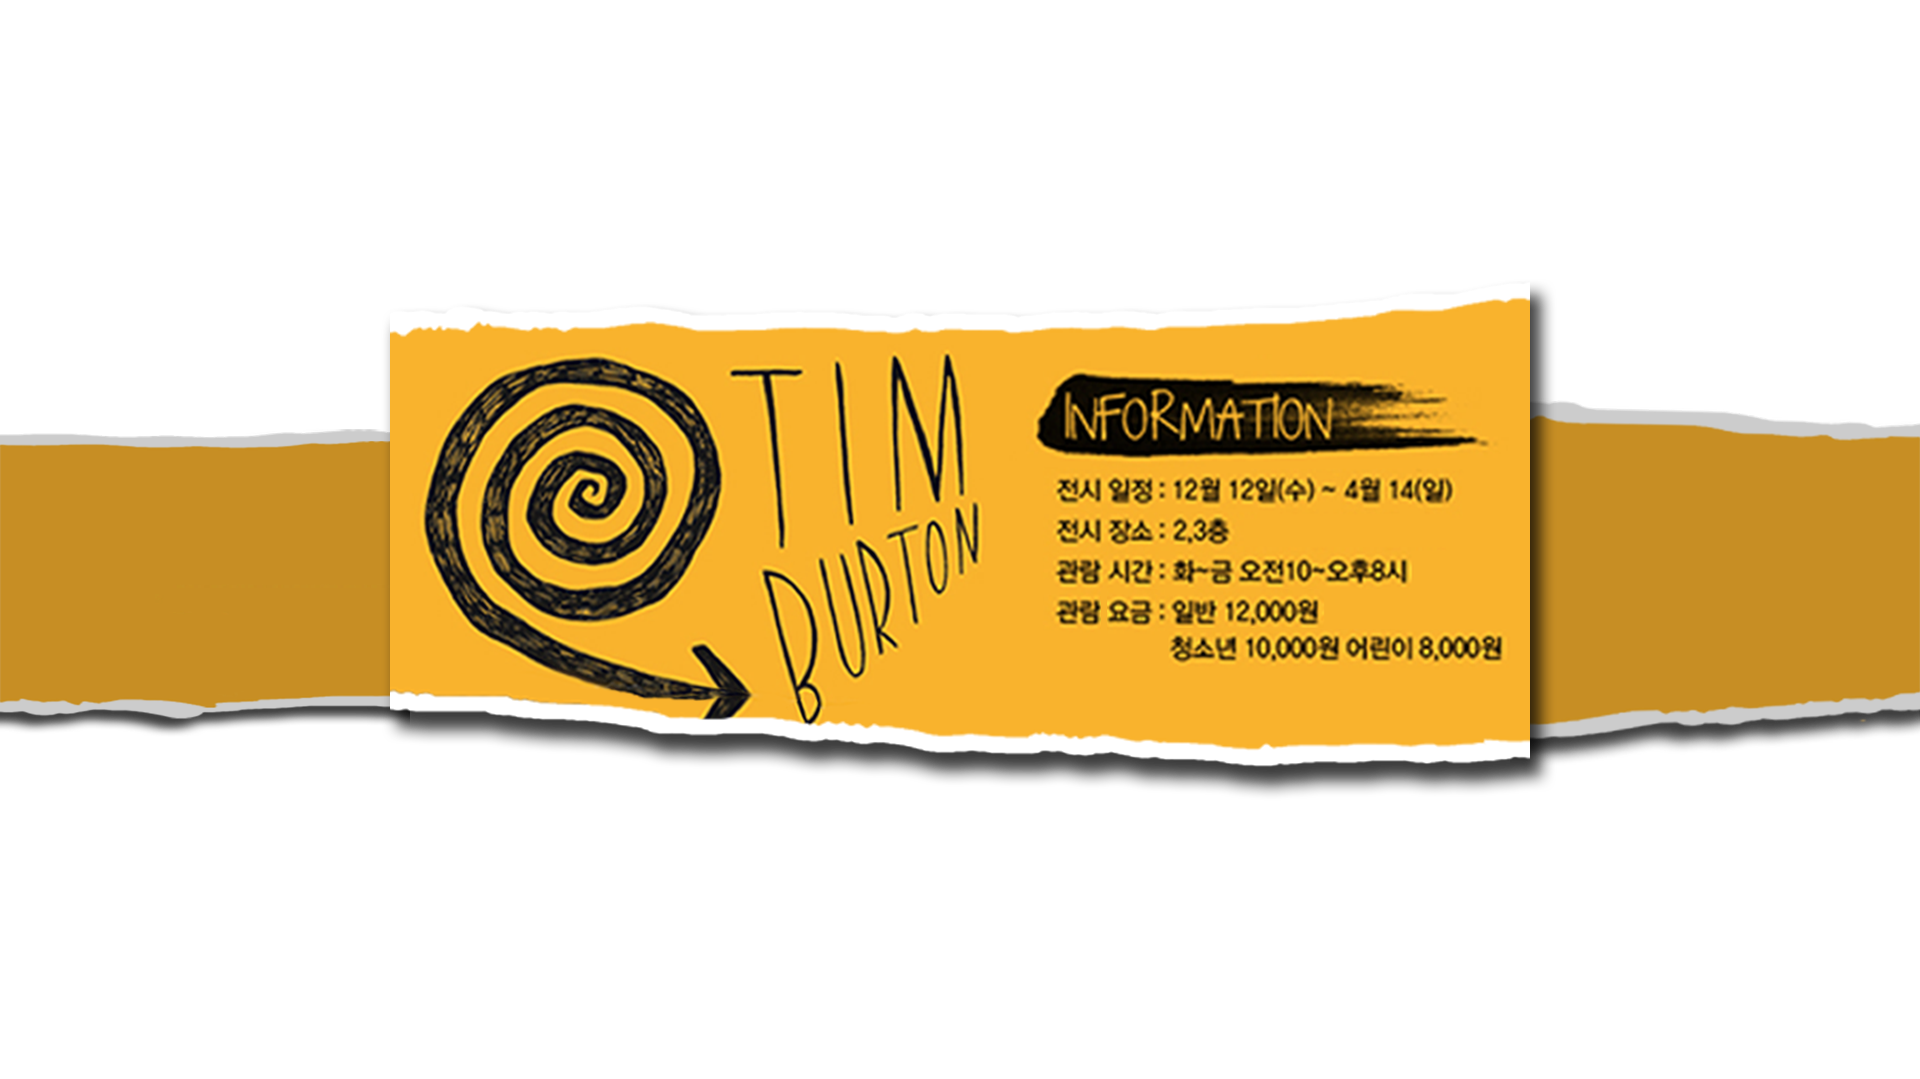 TIM
BURTON
INFORMATION
전시 일정 : 12월 12일(수) ~ 4월 14(일)
전시 장소 : 2,3층
관람 시간 : 화~금 오전10~오후8시
관람 요금 : 일반 12,000원
청소년 10,000원 어린이 8,000원